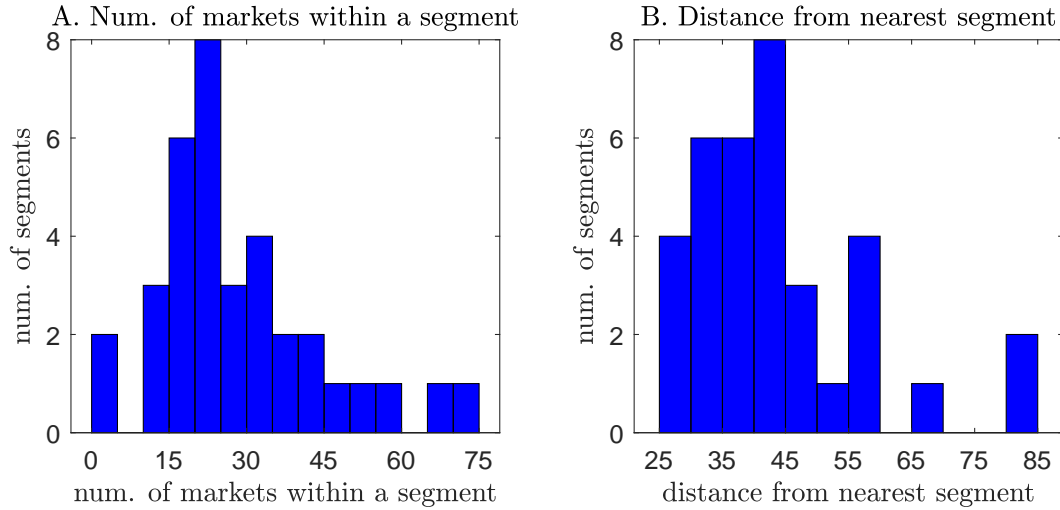 A. Num. of markets within a segment
num. of segments
8
6
4
2
0
0 15 30 45 60 75
num. of markets within a segment
B. Distance from nearest segment
num. of segments
8
6
4
2
0
25 35 45 55 65 75 85
distance from nearest segment